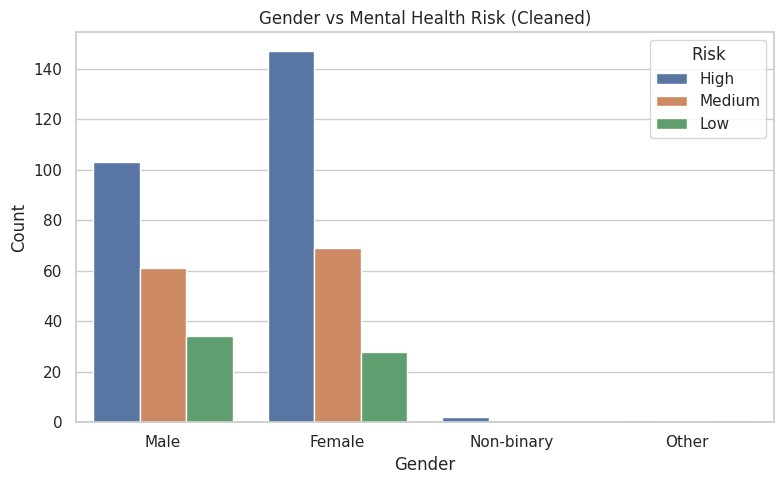 Gender vs Mental Health Risk (Cleaned)
Risk
High
Medium
Low
140
120
100
80
60
40
20
0
Count
Male
Female
Non-binary
Other
Gender